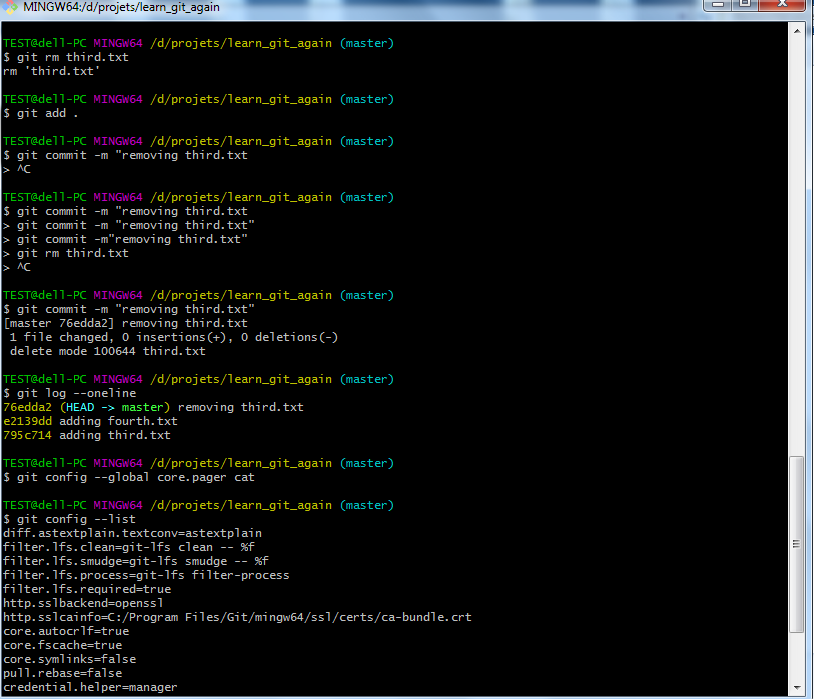 MINGW64:/d/projets/learn_git_again
TEST@dell-PC MINGW64 /d/projets/learn_git_again (master)
$ git rm third.txt
rm 'third.txt'
TEST@dell-PC MINGW64 /d/projets/learn_git_again (master)
$ git add .
TEST@dell-PC MINGW64 /d/projets/learn_git_again (master)
$ git commit -m "removing third.txt
> ^C
TEST@dell-PC MINGW64 /d/projets/learn_git_again (master)
$ git commit -m "removing third.txt
> git commit -m "removing third.txt"
> git commit -m"removing third.txt"
> git rm third.txt
> ^C
TEST@dell-PC MINGW64 /d/projets/learn_git_again (master)
$ git commit -m "removing third.txt"
[master 76edda2] removing third.txt
 1 file changed, 0 insertions(+), 0 deletions(-)
 delete mode 100644 third.txt
TEST@dell-PC MINGW64 /d/projets/learn_git_again (master)
$ git log --oneline
76edda2 (HEAD -> master) removing third.txt
e2139dd adding fourth.txt
795c714 adding third.txt
TEST@dell-PC MINGW64 /d/projets/learn_git_again (master)
$ git config --global core.pager cat
TEST@dell-PC MINGW64 /d/projets/learn_git_again (master)
$ git config --list
diff.astextplain.textconv=astextplain
filter.lfs.clean=git-lfs clean -- %f
filter.lfs.smudge=git-lfs smudge -- %f
filter.lfs.process=git-lfs filter-process
filter.lfs.required=true
http.sslbackend=openssl
http.sslcainfo=C:/Program Files/Git/mingw64/ssl/certs/ca-bundle.crt
core.autocrlf=true
core.fscache=true
core.symlinks=false
pull.rebase=false
credential.helper=manager